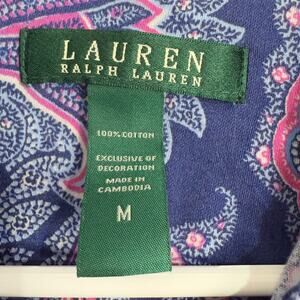 LAUREN
RALPH LAUREN
100% COTTON
EXCLUSIVE OF
DECORATION
MADE IN
CAMBODIA
M